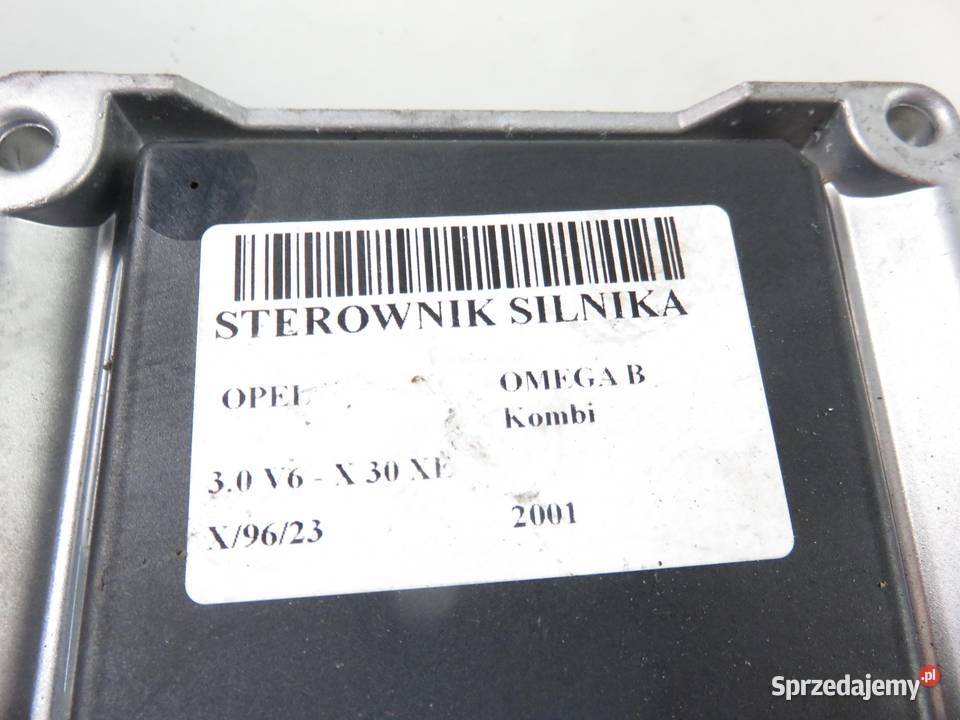 STEROWNIK SILNIKA
OPEL OMEGA B
Kombi
3.0 V6 - X 30 XE
X/96/23 2001
Sprzedajemy.pl